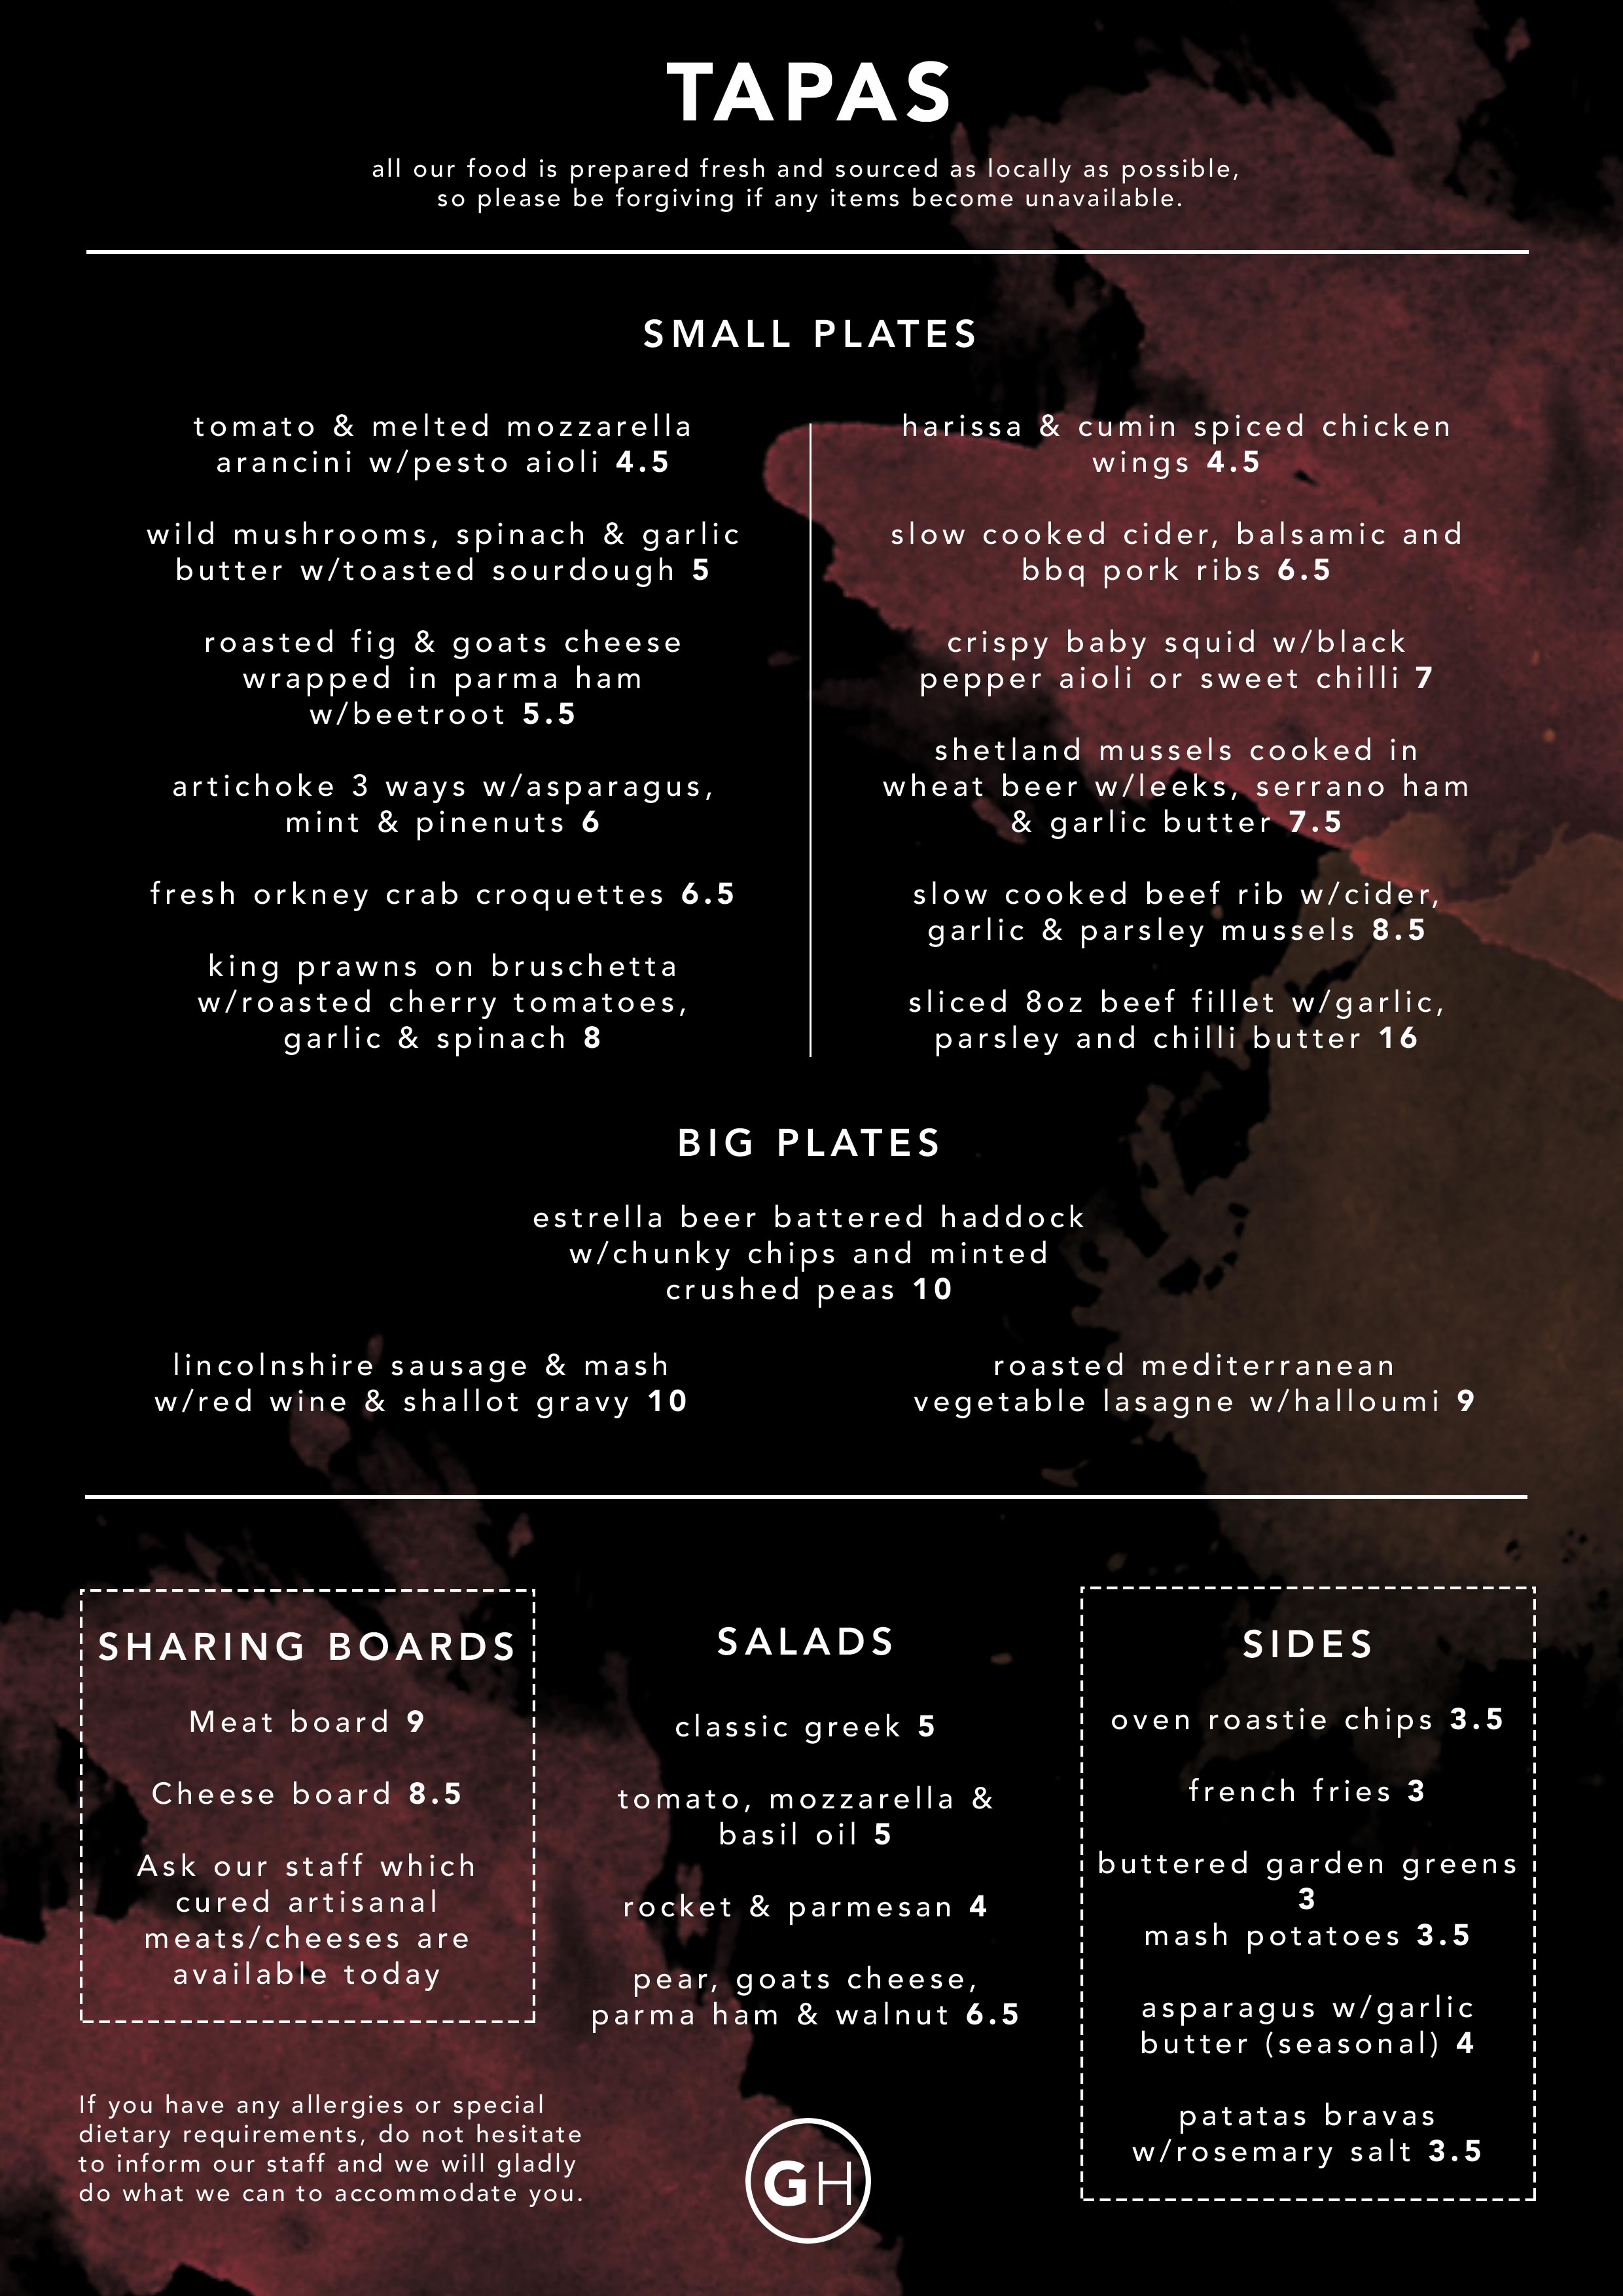 TAPAS
all our food is prepared fresh and sourced as locally as possible,
so please be forgiving if any items become unavailable.
SMALL PLATES
tomato & melted mozzarella
arancini w/pesto aioli 4.5
wild mushrooms, spinach & garlic
butter w/toasted sourdough 5
roasted fig & goats cheese
wrapped in parma ham
w/beetroot 5.5
artichoke 3 ways w/asparagus,
mint & pinenuts 6
fresh orkney crab croquettes 6.5
king prawns on bruschetta
w/roasted cherry tomatoes,
garlic & spinach 8
harissa & cumin spiced chicken
wings 4.5
slow cooked cider, balsamic and
bbq pork ribs 6.5
crispy baby squid w/black
pepper aioli or sweet chilli 7
shetland mussels cooked in
wheat beer w/leeks, serrano ham
& garlic butter 7.5
slow cooked beef rib w/cider,
garlic & parsley mussels 8.5
sliced 8oz beef fillet w/garlic,
parsley and chilli butter 16
BIG PLATES
estrella beer battered haddock
w/chunky chips and minted
crushed peas 10
lincolnshire sausage & mash
w/red wine & shallot gravy 10
roasted mediterranean
vegetable lasagne w/halloumi 9
SHARING BOARDS
Meat board 9
Cheese board 8.5
Ask our staff which
cured artisanal
meats/cheeses are
available today
SALADS
classic greek 5
tomato, mozzarella &
basil oil 5
rocket & parmesan 4
pear, goats cheese,
parma ham & walnut 6.5
SIDES
oven roastie chips 3.5
french fries 3
buttered garden greens
3
mash potatoes 3.5
asparagus w/garlic
butter (seasonal) 4
patatas bravas
w/rosemary salt 3.5
If you have any allergies or special
dietary requirements, do not hesitate
to inform our staff and we will gladly
do what we can to accommodate you.
GH